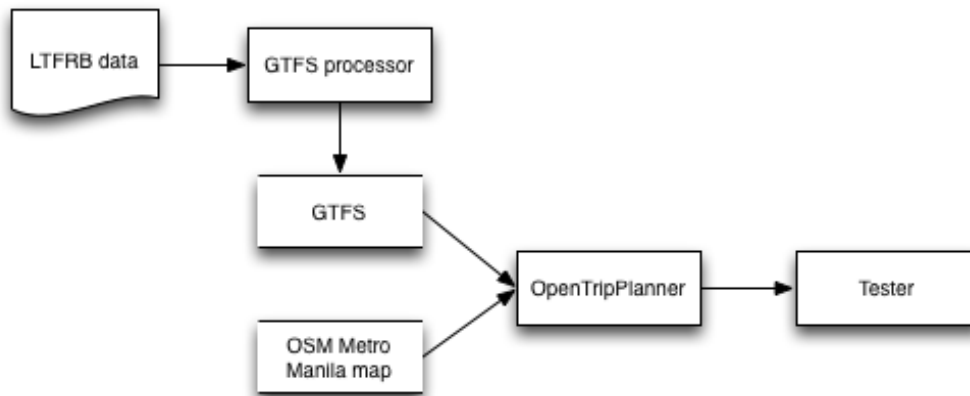 LTFRB data
GTFS processor
GTFS
OpenTripPlanner
Tester
OSM Metro
Manila map